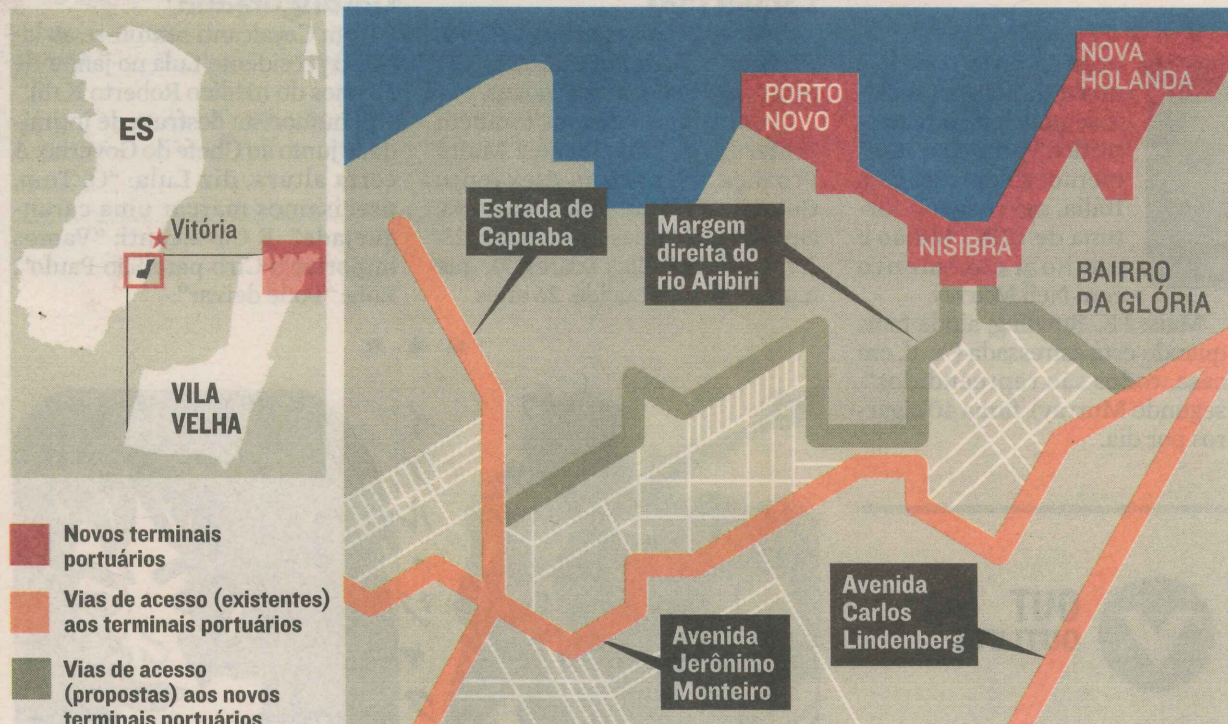 N
ES
Vitória
VILA
VELHA
Novos terminais
portuários
Vias de acesso (existentes)
aos terminais portuários
Vias de acesso
(propostas) aos novos
terminais portuários
PORTO
NOVO
NOVA
HOLANDA
Estrada de
Capuaba
Margem
direita do
rio Aribiri
NISIBRA
BAIRRO
DA GLÓRIA
Avenida
Jerônimo
Monteiro
Avenida
Carlos
Lindenberg